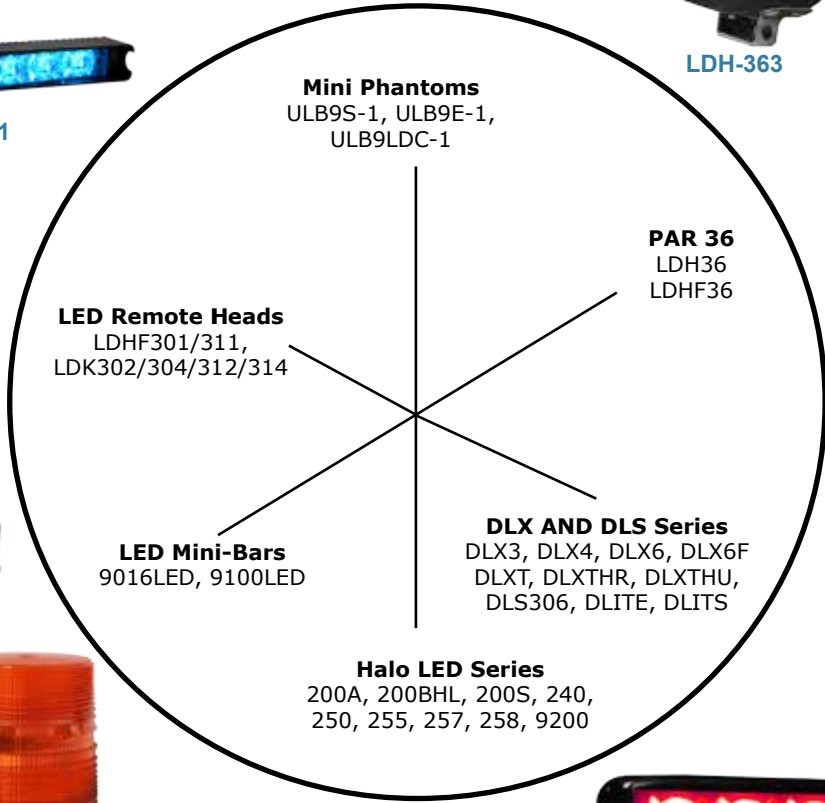 LDH-363
1
Mini Phantoms
ULB9S-1, ULB9E-1,
ULB9LDC-1
PAR 36
LDH36
LDHF36
LED Remote Heads
LDHF301/311,
LDK302/304/312/314
LED Mini-Bars
9016LED, 9100LED
DLX AND DLS Series
DLX3, DLX4, DLX6, DLX6F
DLXT, DLXTHR, DLXTHU,
DLS306, DLITE, DLITS
Halo LED Series
200A, 200BHL, 200S, 240,
250, 255, 257, 258, 9200